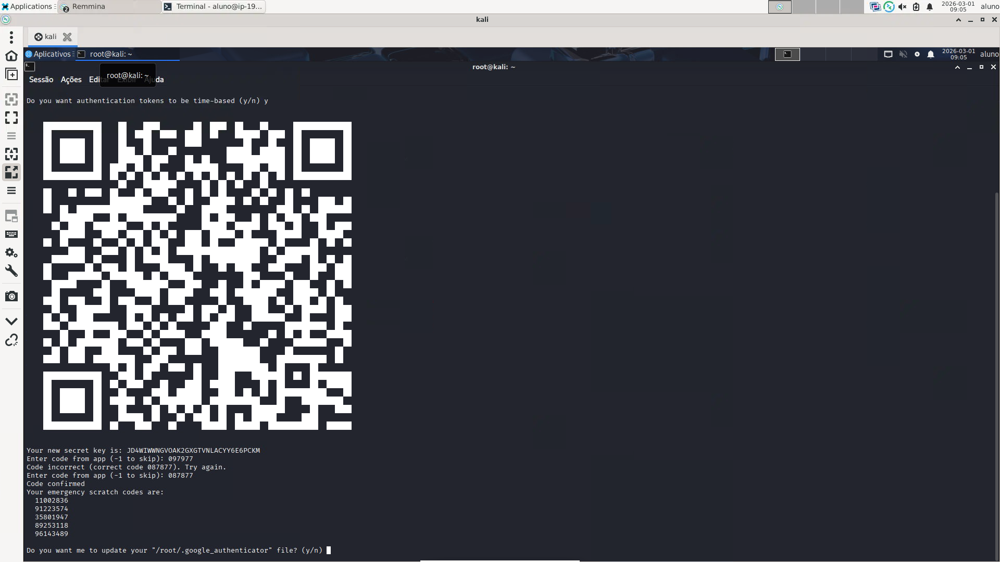 Applications
Remmina
Terminal - aluno@ip-19...
2026-03-01
09:05
aluno
2
kali
kali
Aplicativos
root@kali: ~
2026-03-01
09:05
aluno
root@kali: ~
Sessão Ações Editar Exibir Ajuda
root@kali: ~
Do you want authentication tokens to be time-based (y/n) y
Your new secret key is: JD4WIWWNGVOAK2GXGTVNLACYY6E6PCKM
Enter code from app (-1 to skip): 097977
Code incorrect (correct code 087877). Try again.
Enter code from app (-1 to skip): 087877
Code confirmed
Your emergency scratch codes are:
11002836
91223574
35801947
89253118
96143489
Do you want me to update your "/root/.google_authenticator" file? (y/n)